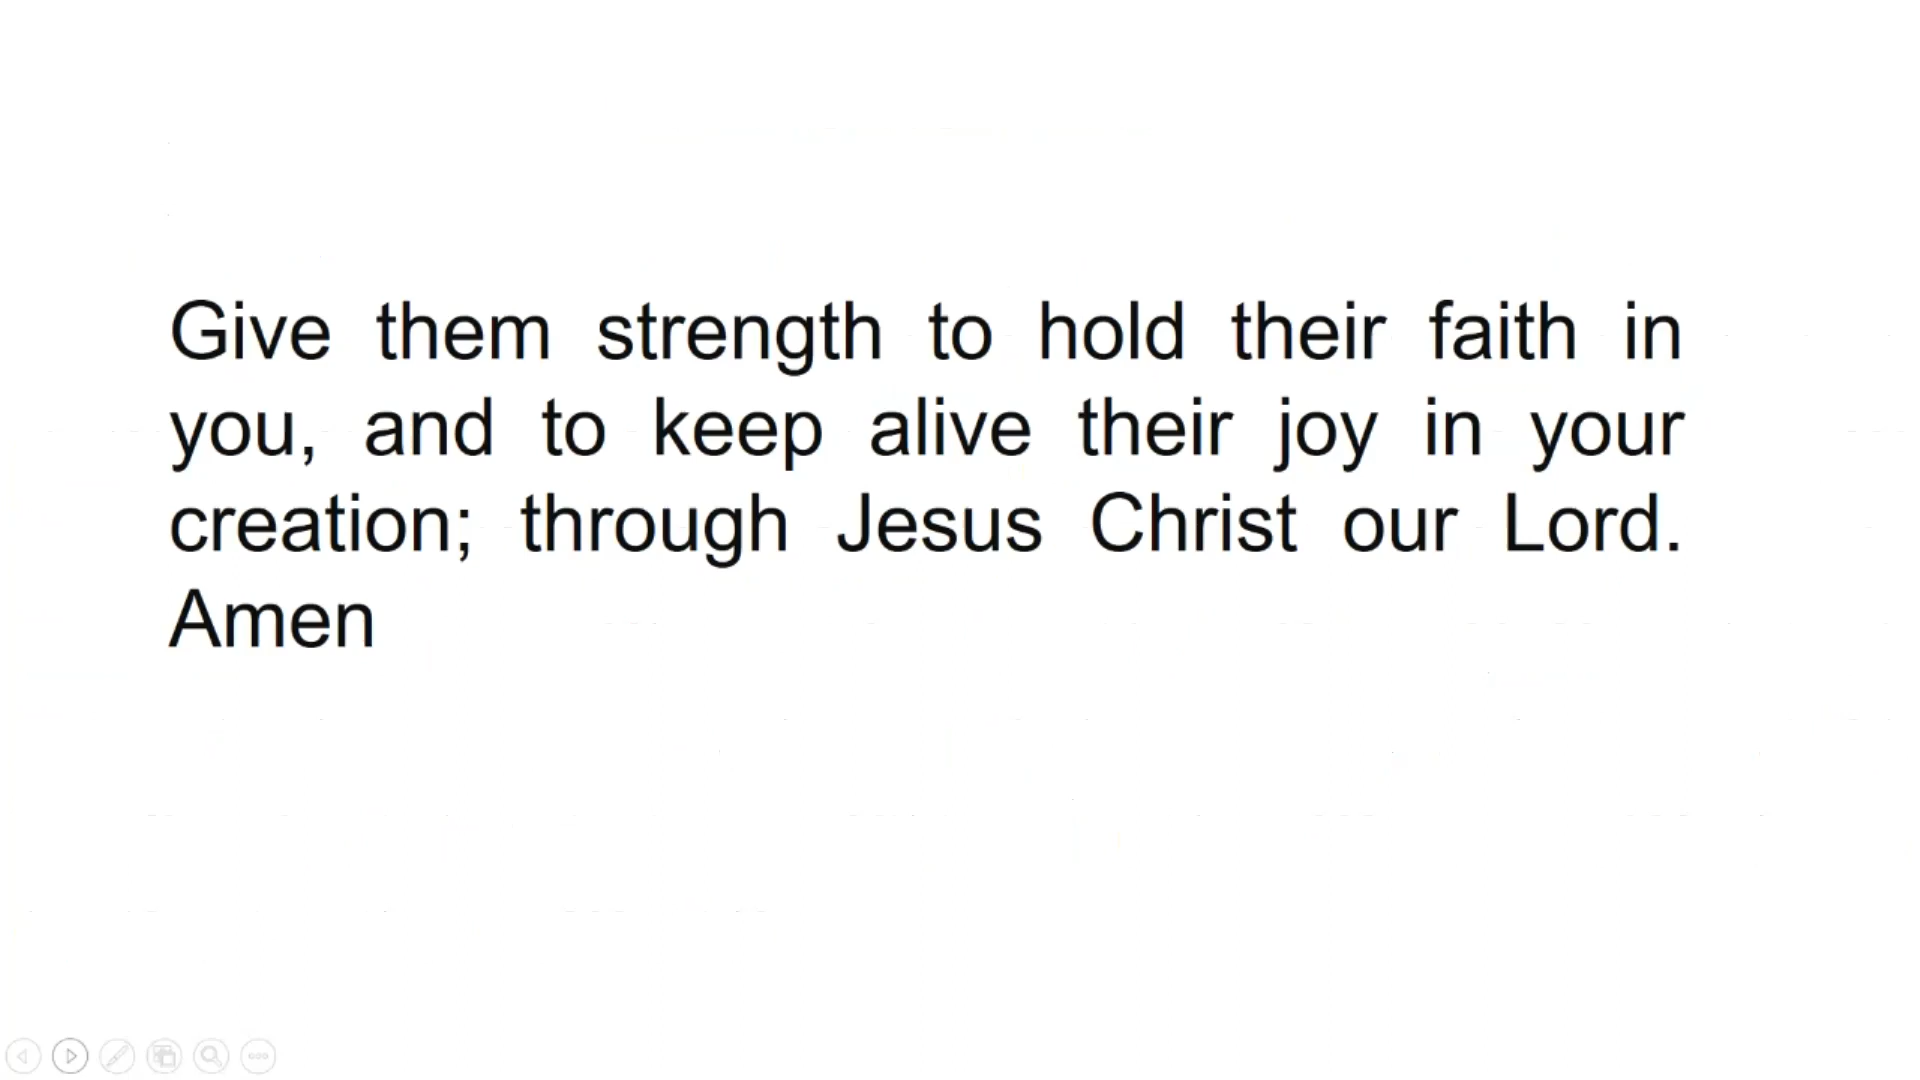 Give them strength to hold their faith in
you, and to keep alive their joy in your
creation; through Jesus Christ our Lord.
Amen